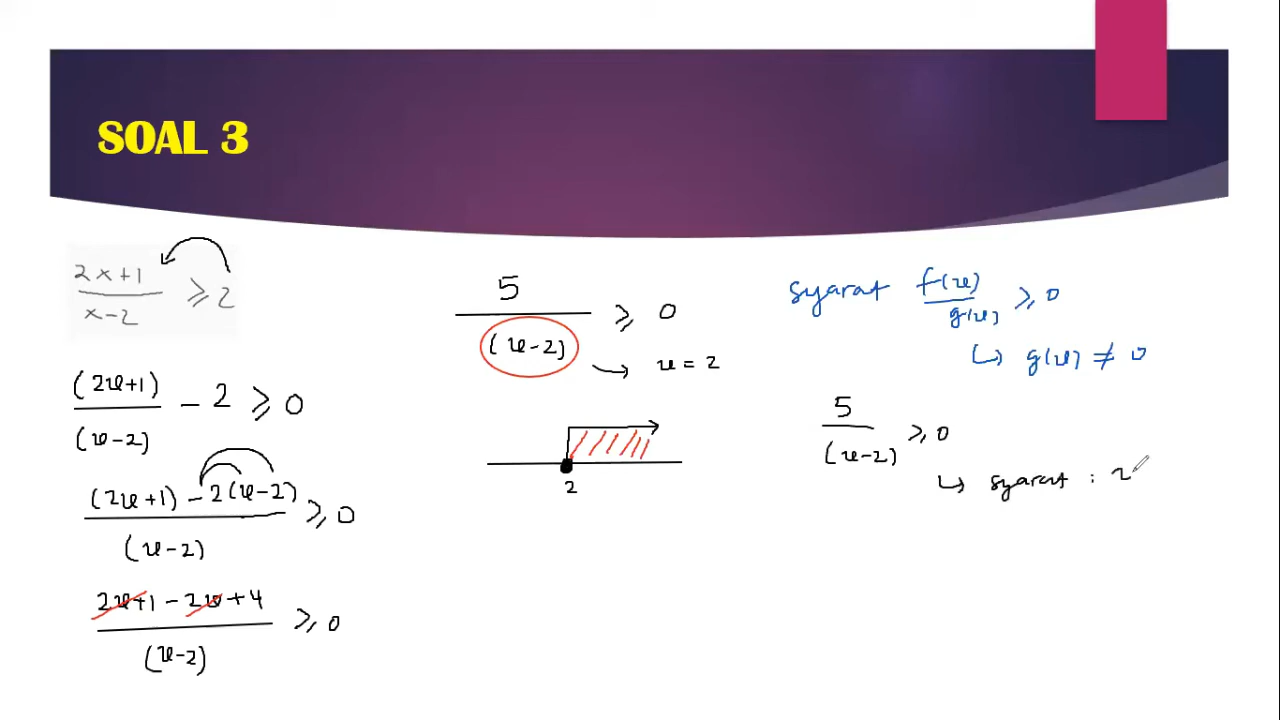 SOAL 3
2x+1
x-2
≥ 2
(2x+1)
(x-2)
- 2 ≥ 0
(2x+1) - 2(x-2)
(x-2)
≥ 0
2x+1 - 2x + 4
(x-2)
≥ 0
5
(x-2)
≥ 0
x = 2
2
syarat f(x)
g(x)
≥ 0
g(x) ≠ 0
5
(x-2)
≥ 0
syarat :